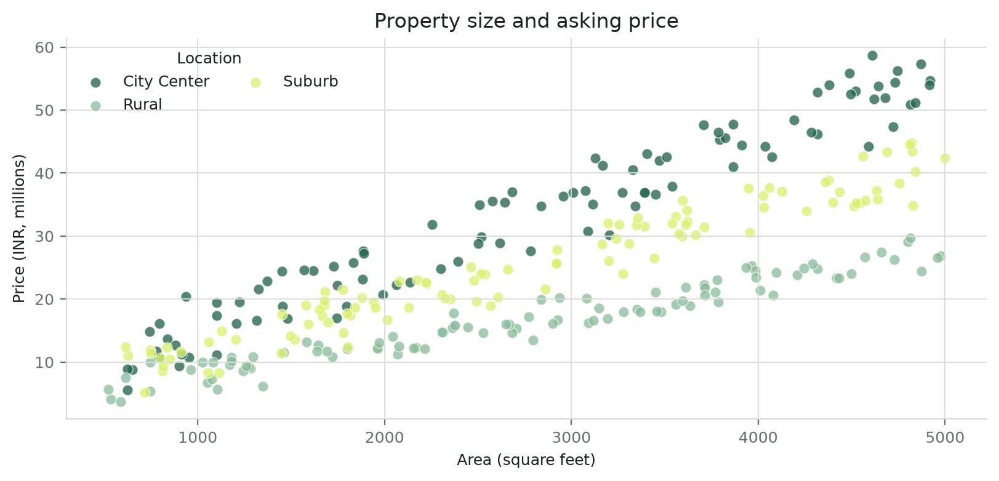 Property size and asking price
Price (INR, millions)
60
50
40
30
20
10
Location
City Center
Suburb
Rural
1000
2000
3000
4000
5000
Area (square feet)